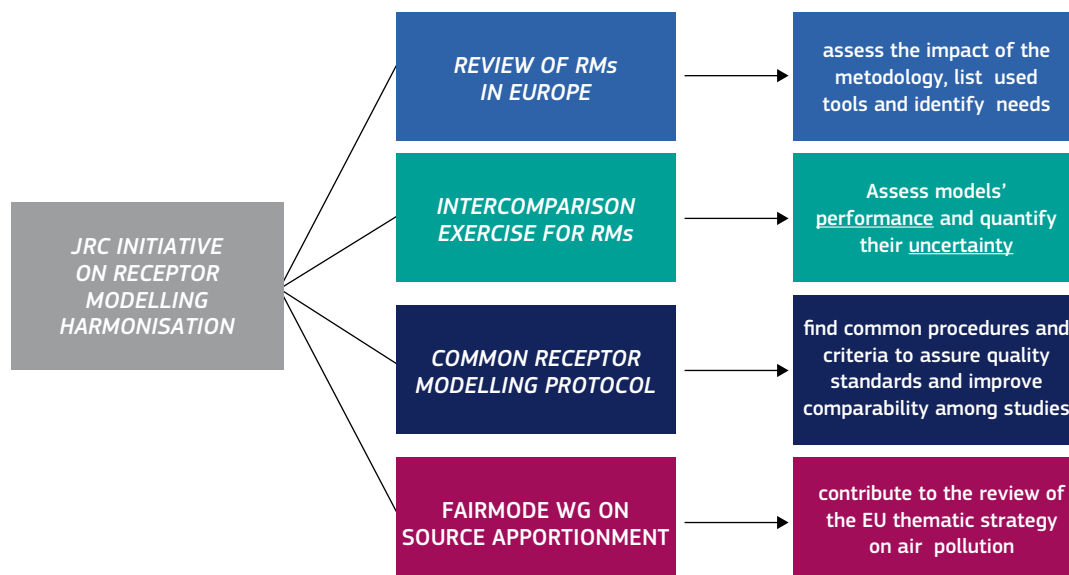 JRC INITIATIVE
ON RECEPTOR
MODELLING
HARMONISATION
REVIEW OF RMs
IN EUROPE
assess the impact of the
metodology, list used
tools and identify needs
INTERCOMPARISON
EXERCISE FOR RMs
Assess models’
performance and quantify
their uncertainty
COMMON RECEPTOR
MODELLING PROTOCOL
find common procedures and
criteria to assure quality
standards and improve
comparability among studies
FAIRMODE WG ON
SOURCE APPORTIONMENT
contribute to the review of
the EU thematic strategy
on air pollution